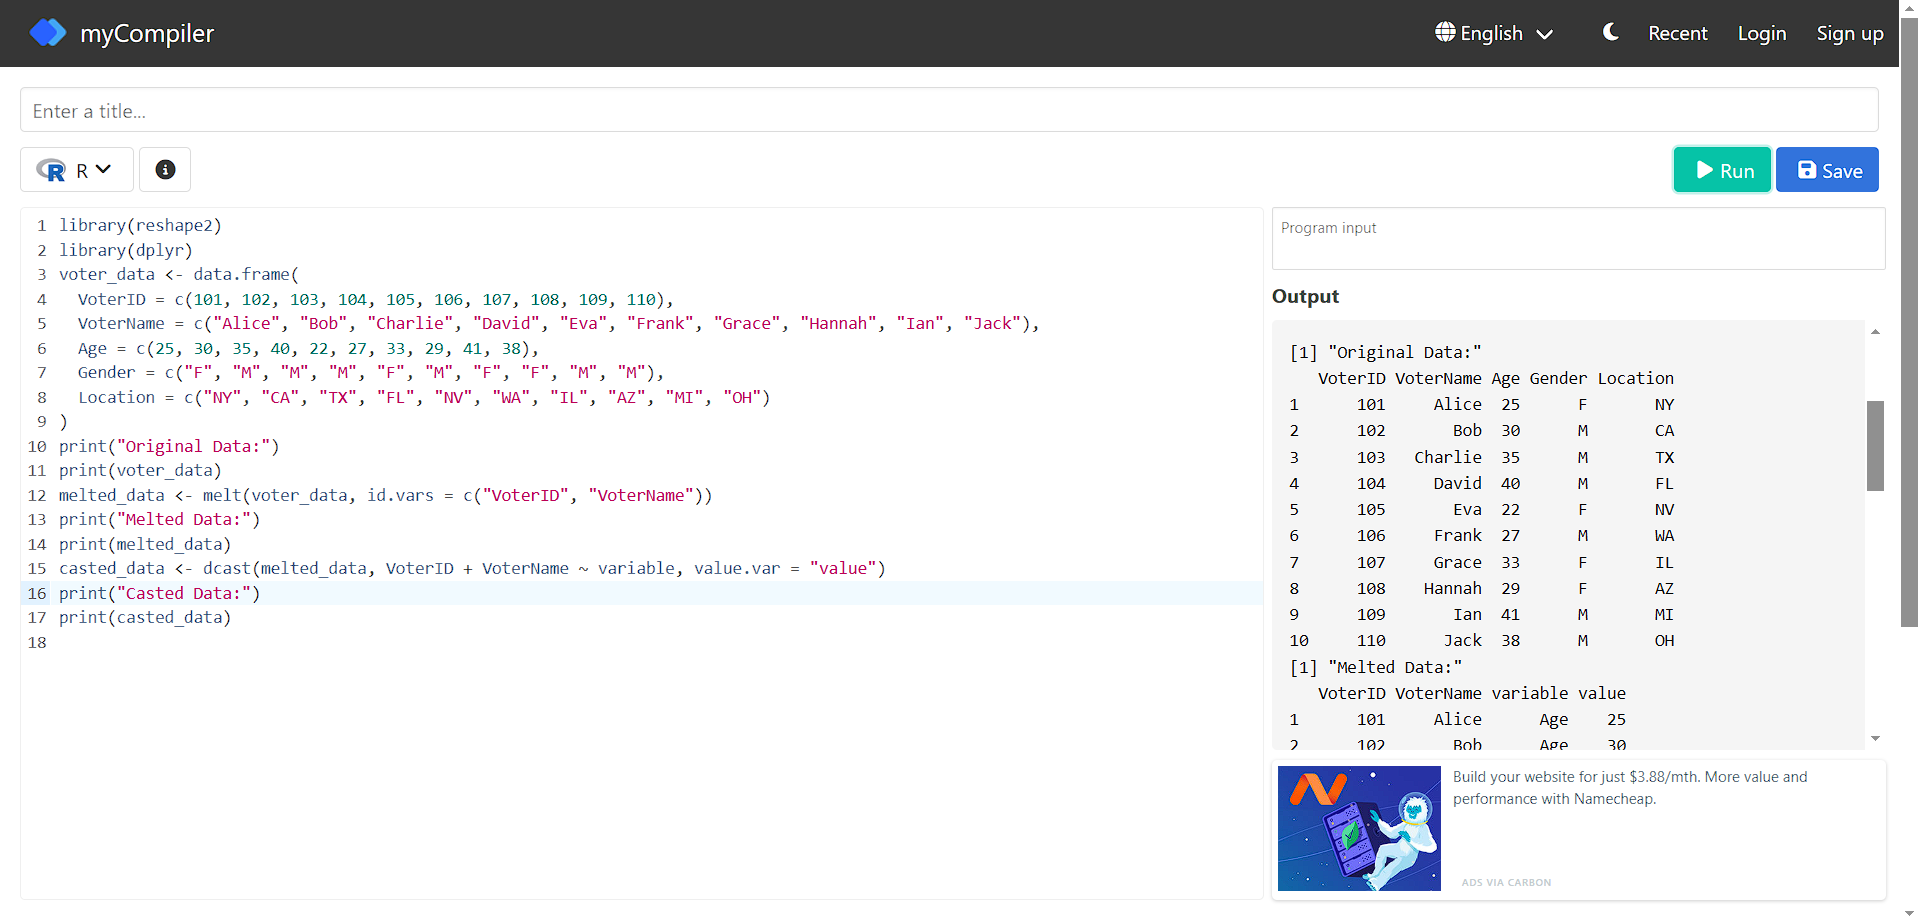 myCompiler
English
Recent
Login
Sign up
Enter a title...
R
Run
Save
1 library(reshape2)
2 library(dplyr)
3 voter_data <- data.frame(
4   VoterID = c(101, 102, 103, 104, 105, 106, 107, 108, 109, 110),
5   VoterName = c("Alice", "Bob", "Charlie", "David", "Eva", "Frank", "Grace", "Hannah", "Ian", "Jack"),
6   Age = c(25, 30, 35, 40, 22, 27, 33, 29, 41, 38),
7   Gender = c("F", "M", "M", "M", "F", "M", "F", "F", "M", "M"),
8   Location = c("NY", "CA", "TX", "FL", "NV", "WA", "IL", "AZ", "MI", "OH")
9 )
10 print("Original Data:")
11 print(voter_data)
12 melted_data <- melt(voter_data, id.vars = c("VoterID", "VoterName"))
13 print("Melted Data:")
14 print(melted_data)
15 casted_data <- dcast(melted_data, VoterID + VoterName ~ variable, value.var = "value")
16 print("Casted Data:")
17 print(casted_data)
18
Program input
Output
[1] "Original Data:"
   VoterID VoterName Age Gender Location
1      101     Alice  25      F       NY
2      102       Bob  30      M       CA
3      103   Charlie  35      M       TX
4      104     David  40      M       FL
5      105       Eva  22      F       NV
6      106     Frank  27      M       WA
7      107     Grace  33      F       IL
8      108    Hannah  29      F       AZ
9      109       Ian  41      M       MI
10     110      Jack  38      M       OH
[1] "Melted Data:"
   VoterID VoterName variable value
1      101     Alice      Age    25
2      102       Bob      Age    30
Build your website for just $3.88/mth. More value and
performance with Namecheap.
ADS VIA CARBON